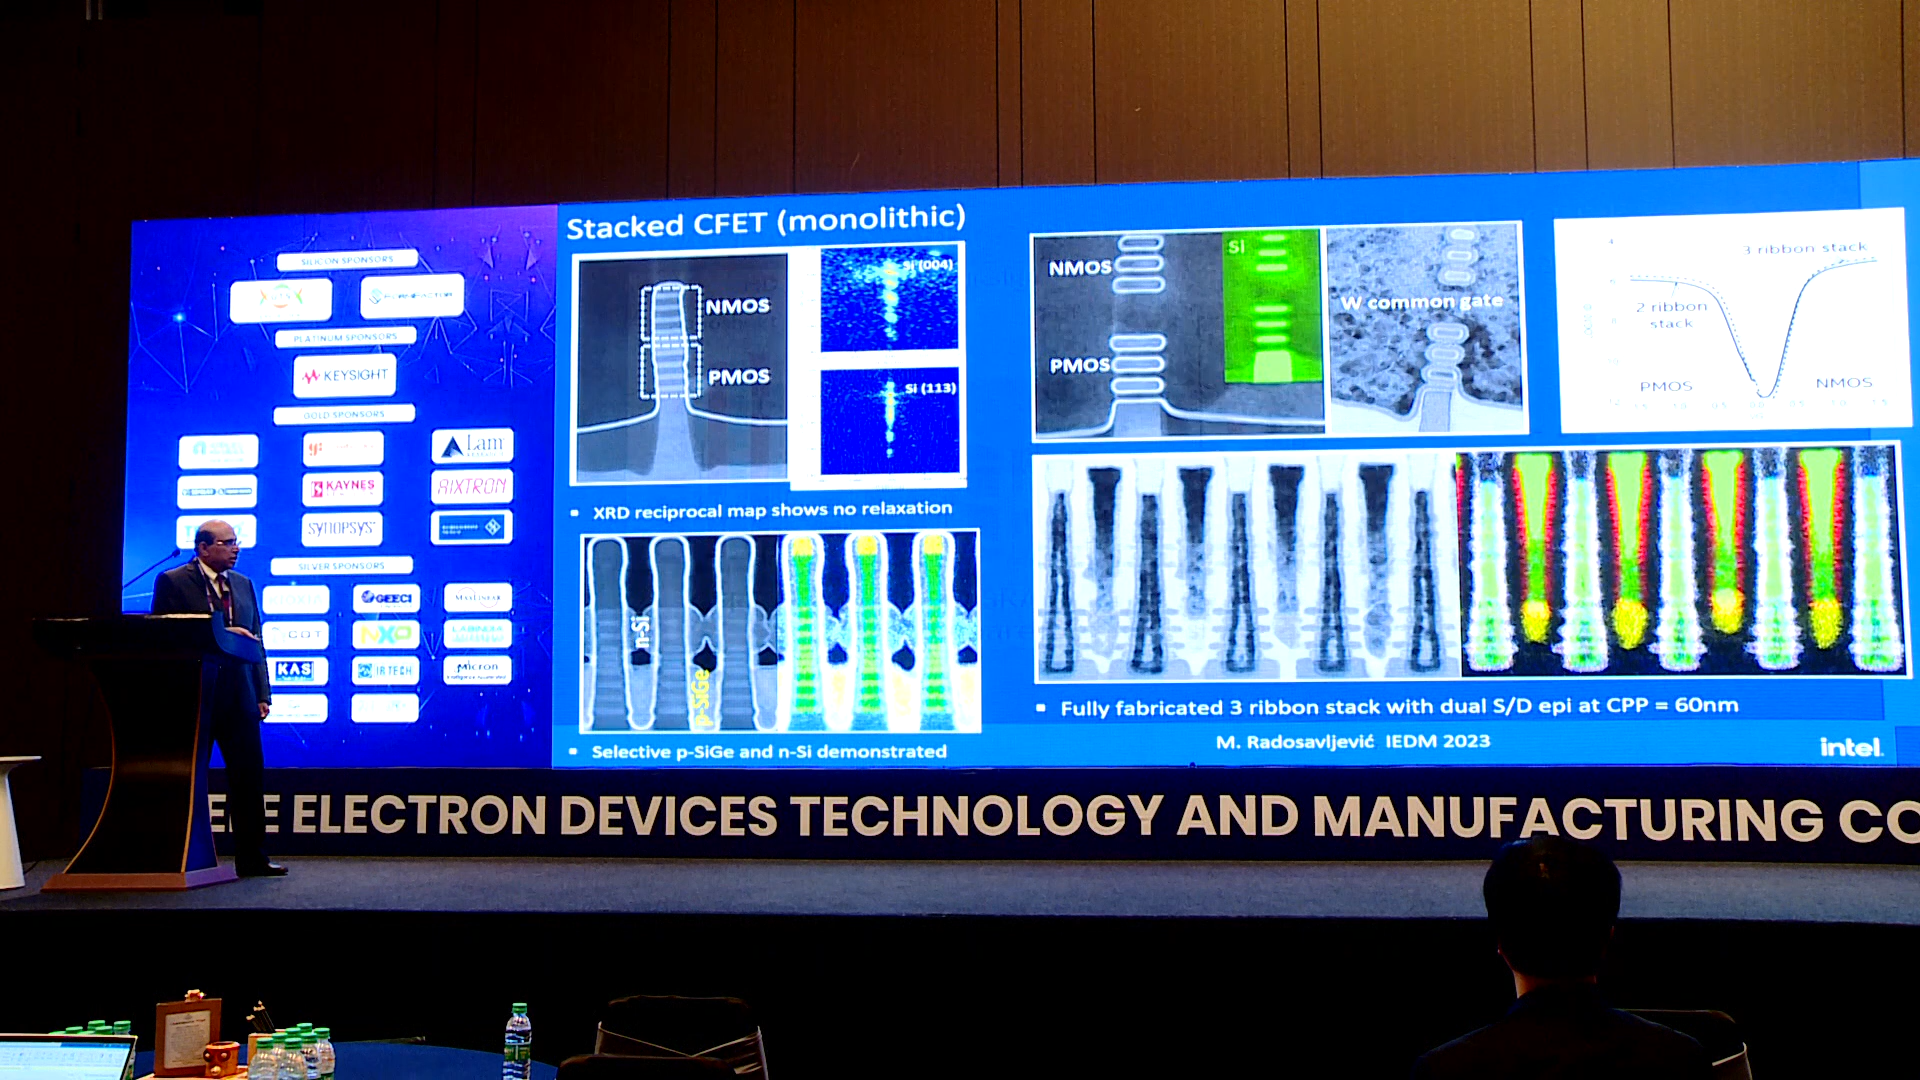 SILICON SPONSORS
PLATINUM SPONSORS
KEYSIGHT
GOLD SPONSORS
Lam
KAYNES
AIXTRON
SYNOPSYS
SILVER SPONSORS
GEECI
MAXLINEAR
NXP
KAS
micron
Stacked CFET (monolithic)
NMOS
PMOS
Si (004)
Si (113)
XRD reciprocal map shows no relaxation
n-Si
p-SiGe
Selective p-SiGe and n-Si demonstrated
NMOS
PMOS
Si
W common gate
3 ribbon stack
2 ribbon
stack
PMOS
NMOS
Fully fabricated 3 ribbon stack with dual S/D epi at CPP = 60nm
M. Radosavljević IEDM 2023
intel.
ELECTRON DEVICES TECHNOLOGY AND MANUFACTURING CO